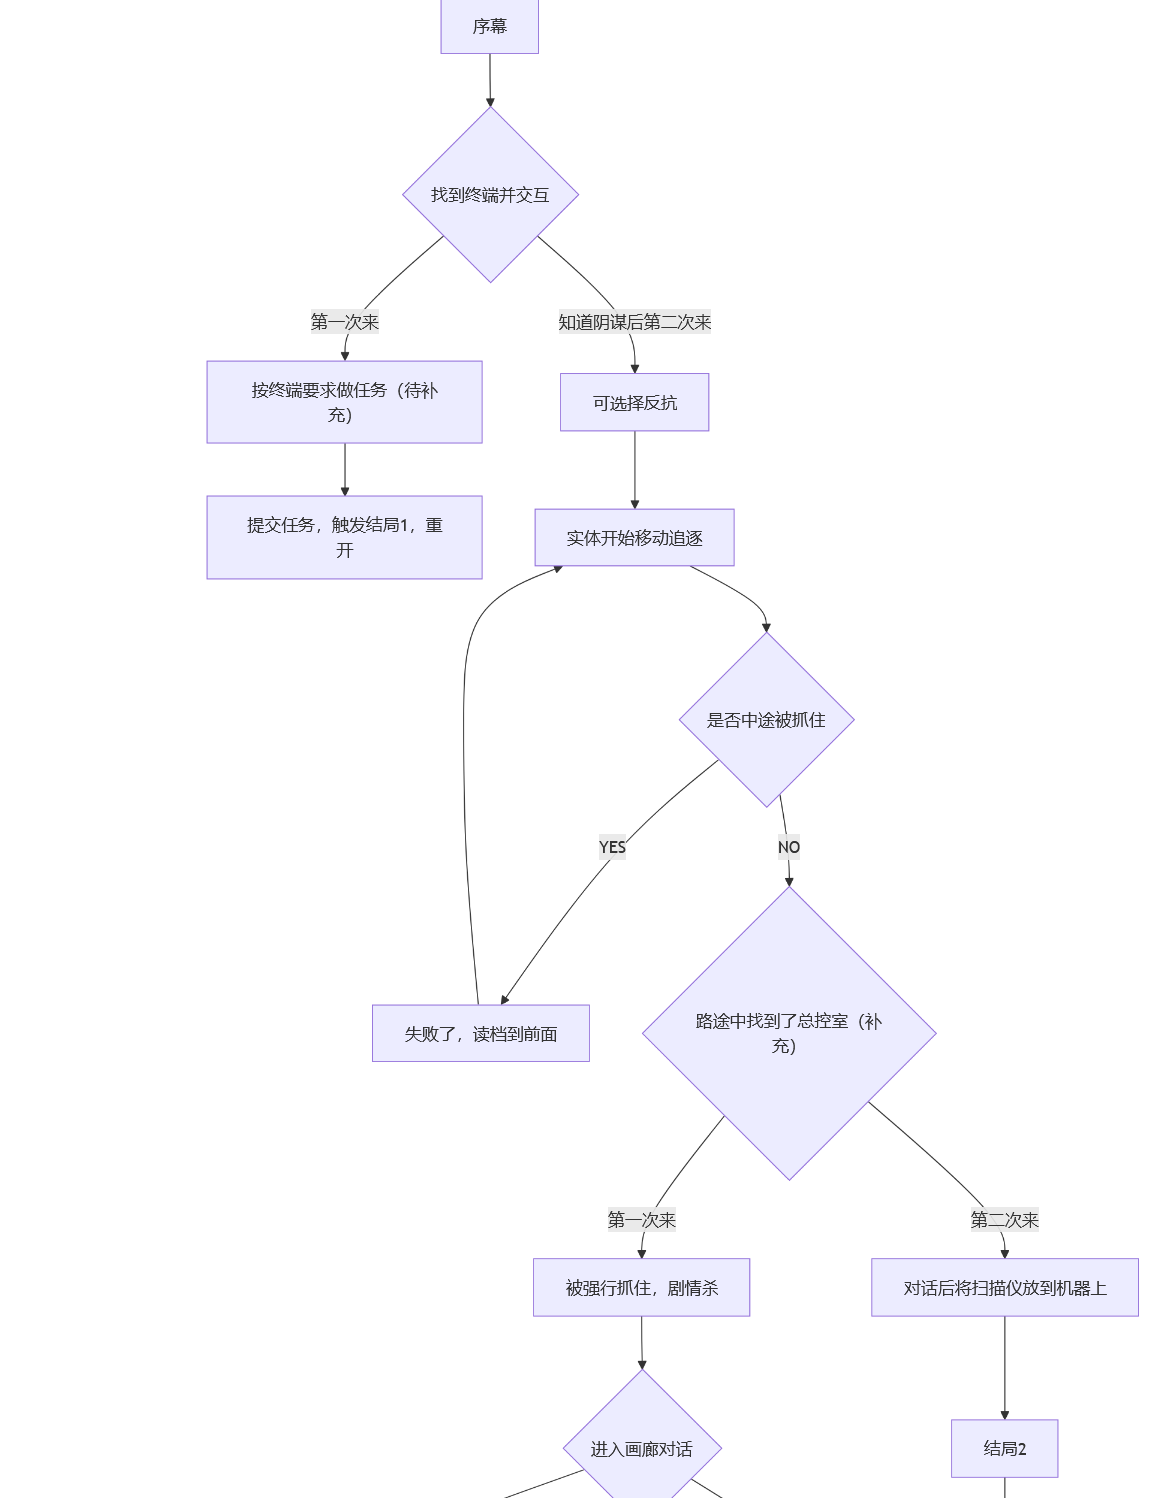 序幕
找到终端并交互
第一次来
知道阴谋后第二次来
按终端要求做任务（待补
充）
可选择反抗
提交任务，触发结局1，重
开
实体开始移动追逐
是否中途被抓住
YES
NO
失败了，读档到前面
路途中找到了总控室（补
充）
第一次来
第二次来
被强行抓住，剧情杀
对话后将扫描仪放到机器上
进入画廊对话
结局2